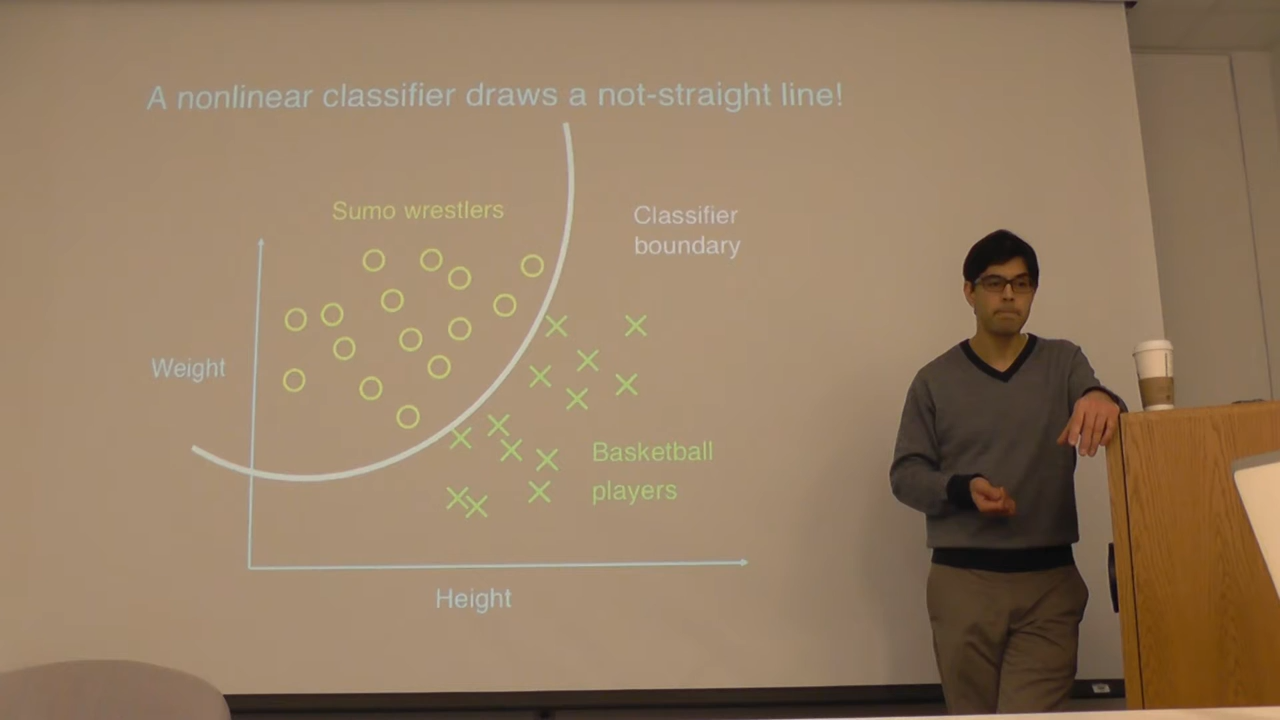 A nonlinear classifier draws a not-straight line!
Sumo wrestlers
Classifier
boundary
Weight
Basketball
players
Height